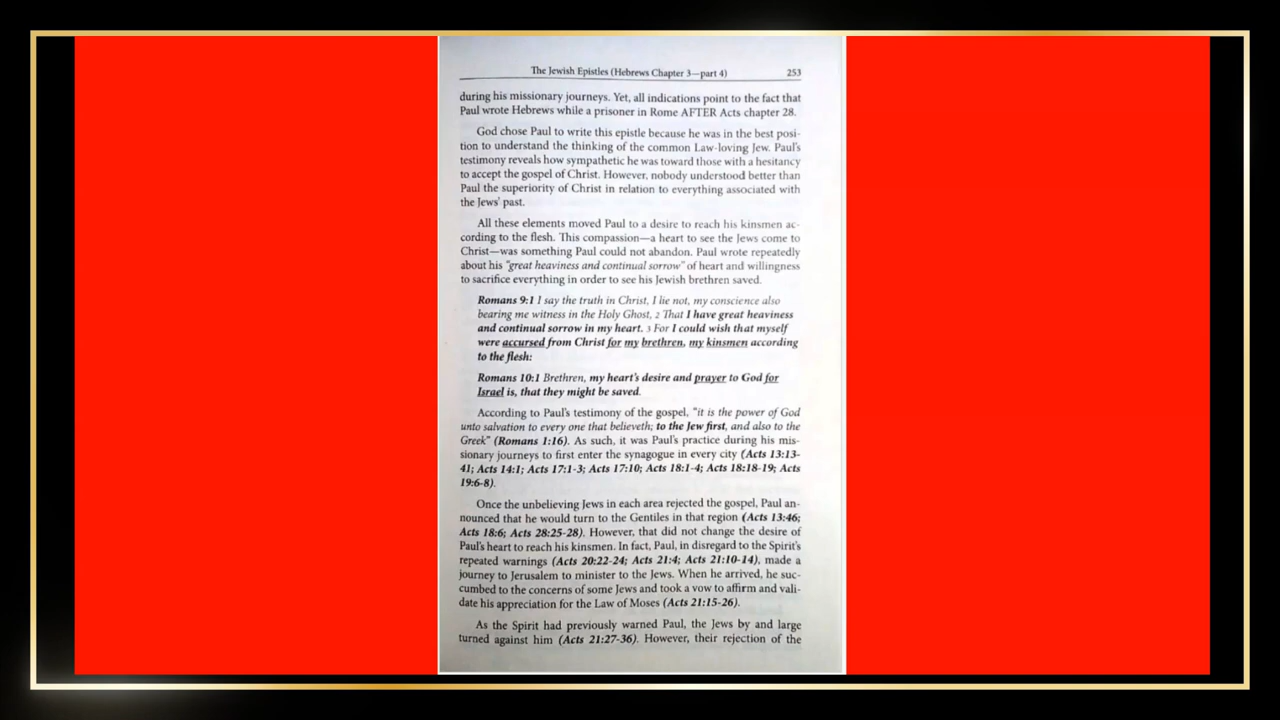 The Jewish Epistles (Hebrews Chapter 3—part 4) 253
during his missionary journeys. Yet, all indications point to the fact that
Paul wrote Hebrews while a prisoner in Rome AFTER Acts chapter 28.
God chose Paul to write this epistle because he was in the best posi-
tion to understand the thinking of the common Law-loving Jew. Paul's
testimony reveals how sympathetic he was toward those with a hesitancy
to accept the gospel of Christ. However, nobody understood better than
Paul the superiority of Christ in relation to everything associated with
the Jews' past.
All these elements moved Paul to a desire to reach his kinsmen ac-
cording to the flesh. This compassion—a heart to see the Jews come to
Christ—was something Paul could not abandon. Paul wrote repeatedly
about his "great heaviness and continual sorrow" of heart and willingness
to sacrifice everything in order to see his Jewish brethren saved.
Romans 9:1 I say the truth in Christ, I lie not, my conscience also
bearing me witness in the Holy Ghost, 2 That I have great heaviness
and continual sorrow in my heart. 3 For I could wish that myself
were accursed from Christ for my brethren, my kinsmen according
to the flesh:
Romans 10:1 Brethren, my heart's desire and prayer to God for
Israel is, that they might be saved.
According to Paul's testimony of the gospel, "it is the power of God
unto salvation to every one that believeth; to the Jew first, and also to the
Greek" (Romans 1:16). As such, it was Paul's practice during his mis-
sionary journeys to first enter the synagogue in every city (Acts 13:13-
41; Acts 14:1; Acts 17:1-3; Acts 17:10; Acts 18:1-4; Acts 18:18-19; Acts
19:6-8).
Once the unbelieving Jews in each area rejected the gospel, Paul an-
nounced that he would turn to the Gentiles in that region (Acts 13:46;
Acts 18:6; Acts 28:25-28). However, that did not change the desire of
Paul's heart to reach his kinsmen. In fact, Paul, in disregard to the Spirit's
repeated warnings (Acts 20:22-24; Acts 21:4; Acts 21:10-14), made a
journey to Jerusalem to minister to the Jews. When he arrived, he suc-
cumbed to the concerns of some Jews and took a vow to affirm and vali-
date his appreciation for the Law of Moses (Acts 21:15-26).
As the Spirit had previously warned Paul, the Jews by and large
turned against him (Acts 21:27-36). However, their rejection of the